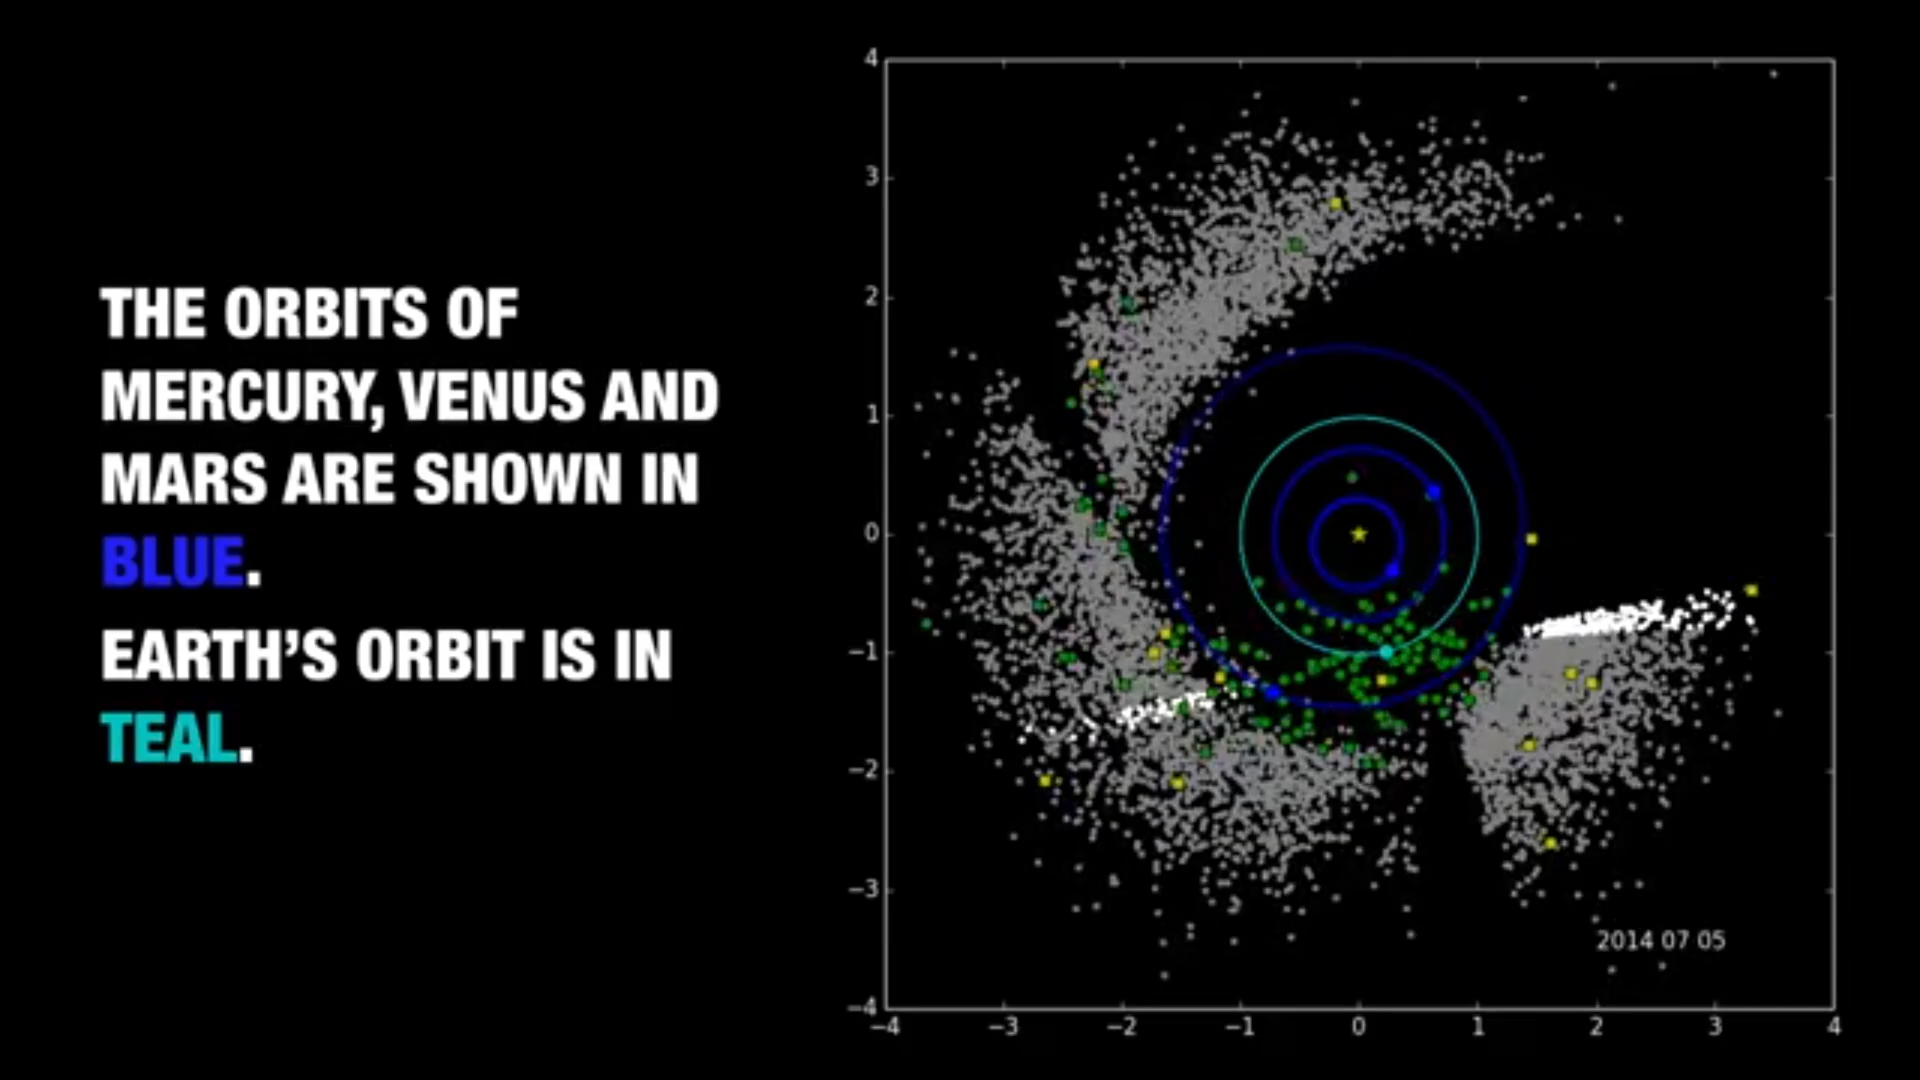 THE ORBITS OF
MERCURY, VENUS AND
MARS ARE SHOWN IN
BLUE.
EARTH’S ORBIT IS IN
TEAL.
4
3
2
1
0
−1
−2
−3
−4
−4 −3 −2 −1 0 1 2 3 4
2014 07 05